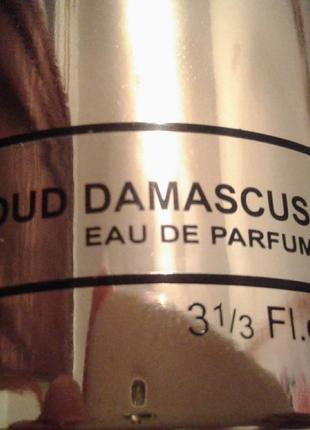 OUD DAMASCUS
EAU DE PARFUM
3 1/3 Fl.